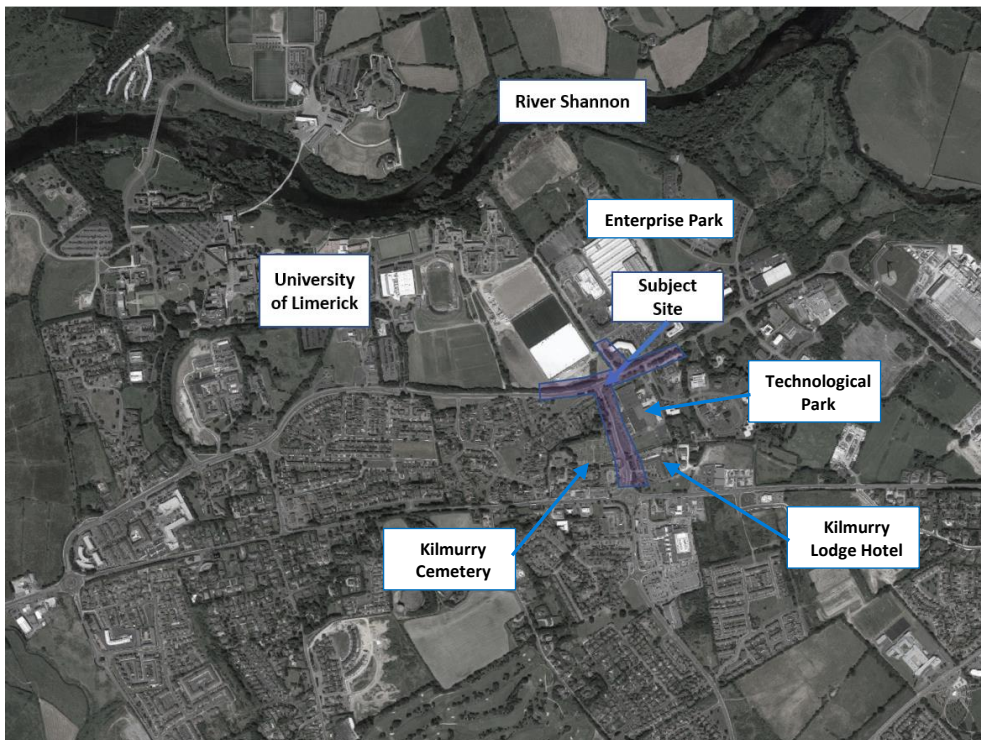 River Shannon
Enterprise Park
University
of Limerick
Subject
Site
Technological
Park
Kilmurry
Cemetery
Kilmurry
Lodge Hotel